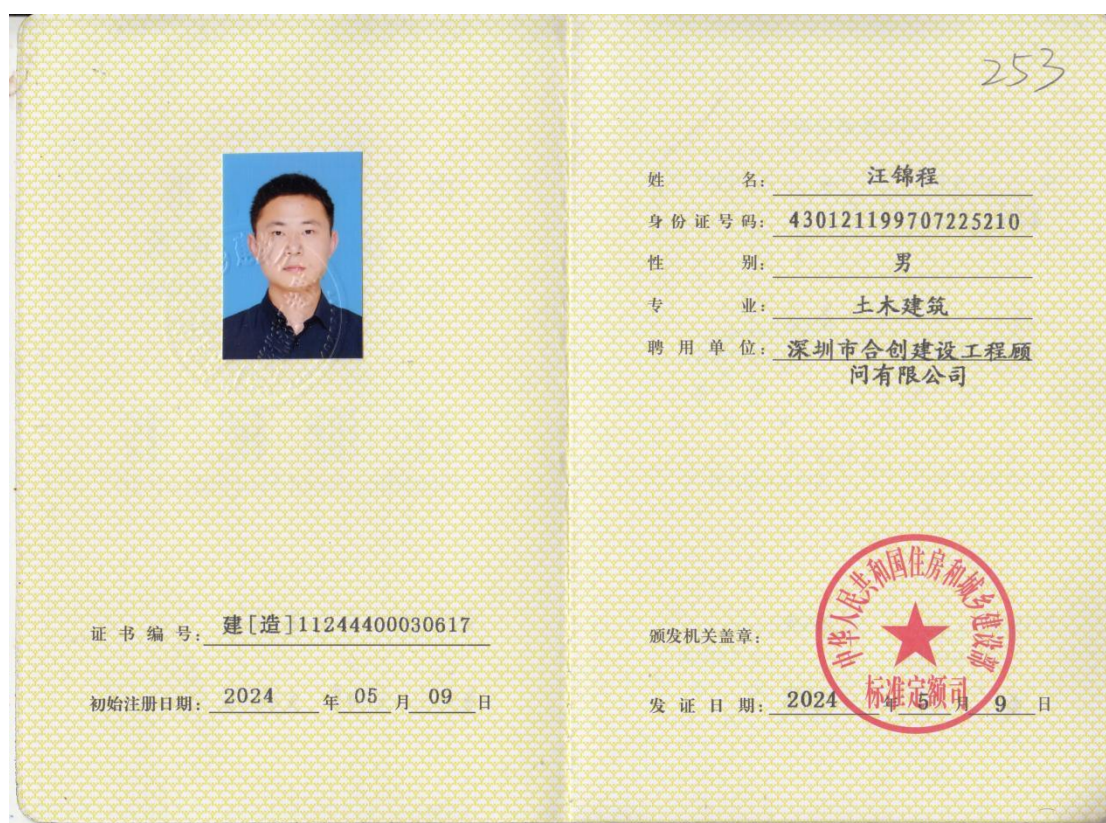 253
姓 名: 汪锦程
身份证号码: 430121199707225210
性 别: 男
专 业: 土木建筑
聘用单位: 深圳市合创建设工程顾
问有限公司
证书编号: 建[造]11244400030617
初始注册日期: 2024 年 05 月 09 日
颁发机关盖章:
中华人民共和国住房和城乡建设部
标准定额司
发证日期: 2024 年 5 月 9 日